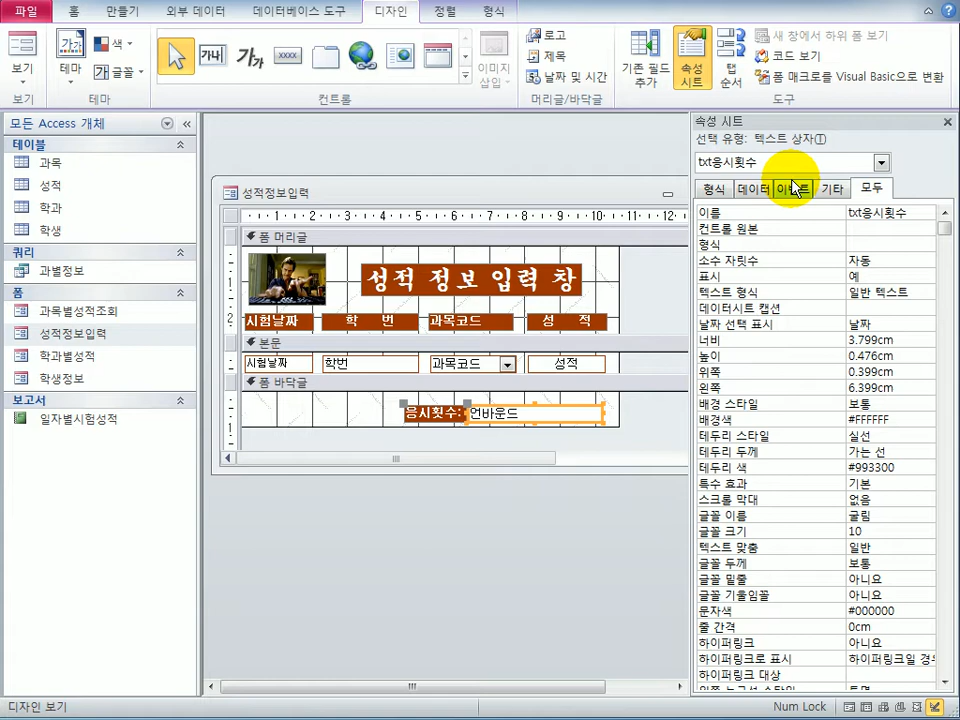 파일 홈 만들기 외부 데이터 데이터베이스 도구 디자인 정렬 형식
보기
보기
테마
색
가 글꼴
테마
가나
가가
xxxx
이미지
삽입
컨트롤
로고
제목
날짜 및 시간
머리글/바닥글
기존 필드
추가
속성
시트
탭
순서
새 창에서 하위 폼 보기
코드 보기
폼 매크로를 Visual Basic으로 변환
도구
모든 Access 개체
테이블
과목
성적
학과
학생
쿼리
과별정보
폼
과목별성적조회
성적정보입력
학과별성적
학생정보
보고서
일자별시험성적
성적정보입력
1 2 3 4 5 6 7 8 9 10 11 12
폼 머리글
성적 정보 입력 창
시험날짜 학 번 과목코드 성 적
본문
시험날짜 학번 과목코드 성적
폼 바닥글
응시횟수: 언바운드
속성 시트
선택 유형: 텍스트 상자(T)
txt응시횟수
형식 데이터 이벤트 기타 모두
이름 txt응시횟수
컨트롤 원본
형식
소수 자릿수 자동
표시 예
텍스트 형식 일반 텍스트
데이터시트 캡션
날짜 선택 표시 날짜
너비 3.799cm
높이 0.476cm
위쪽 0.399cm
왼쪽 6.399cm
배경 스타일 보통
배경색 #FFFFFF
테두리 스타일 실선
테두리 두께 가는 선
테두리 색 #993300
특수 효과 기본
스크롤 막대 없음
글꼴 이름 굴림
글꼴 크기 10
텍스트 맞춤 일반
글꼴 두께 보통
글꼴 밑줄 아니요
글꼴 기울임꼴 아니요
문자색 #000000
줄 간격 0cm
하이퍼링크 아니요
하이퍼링크로 표시 하이퍼링크일 경우
하이퍼링크 대상
디자인 보기
Num Lock